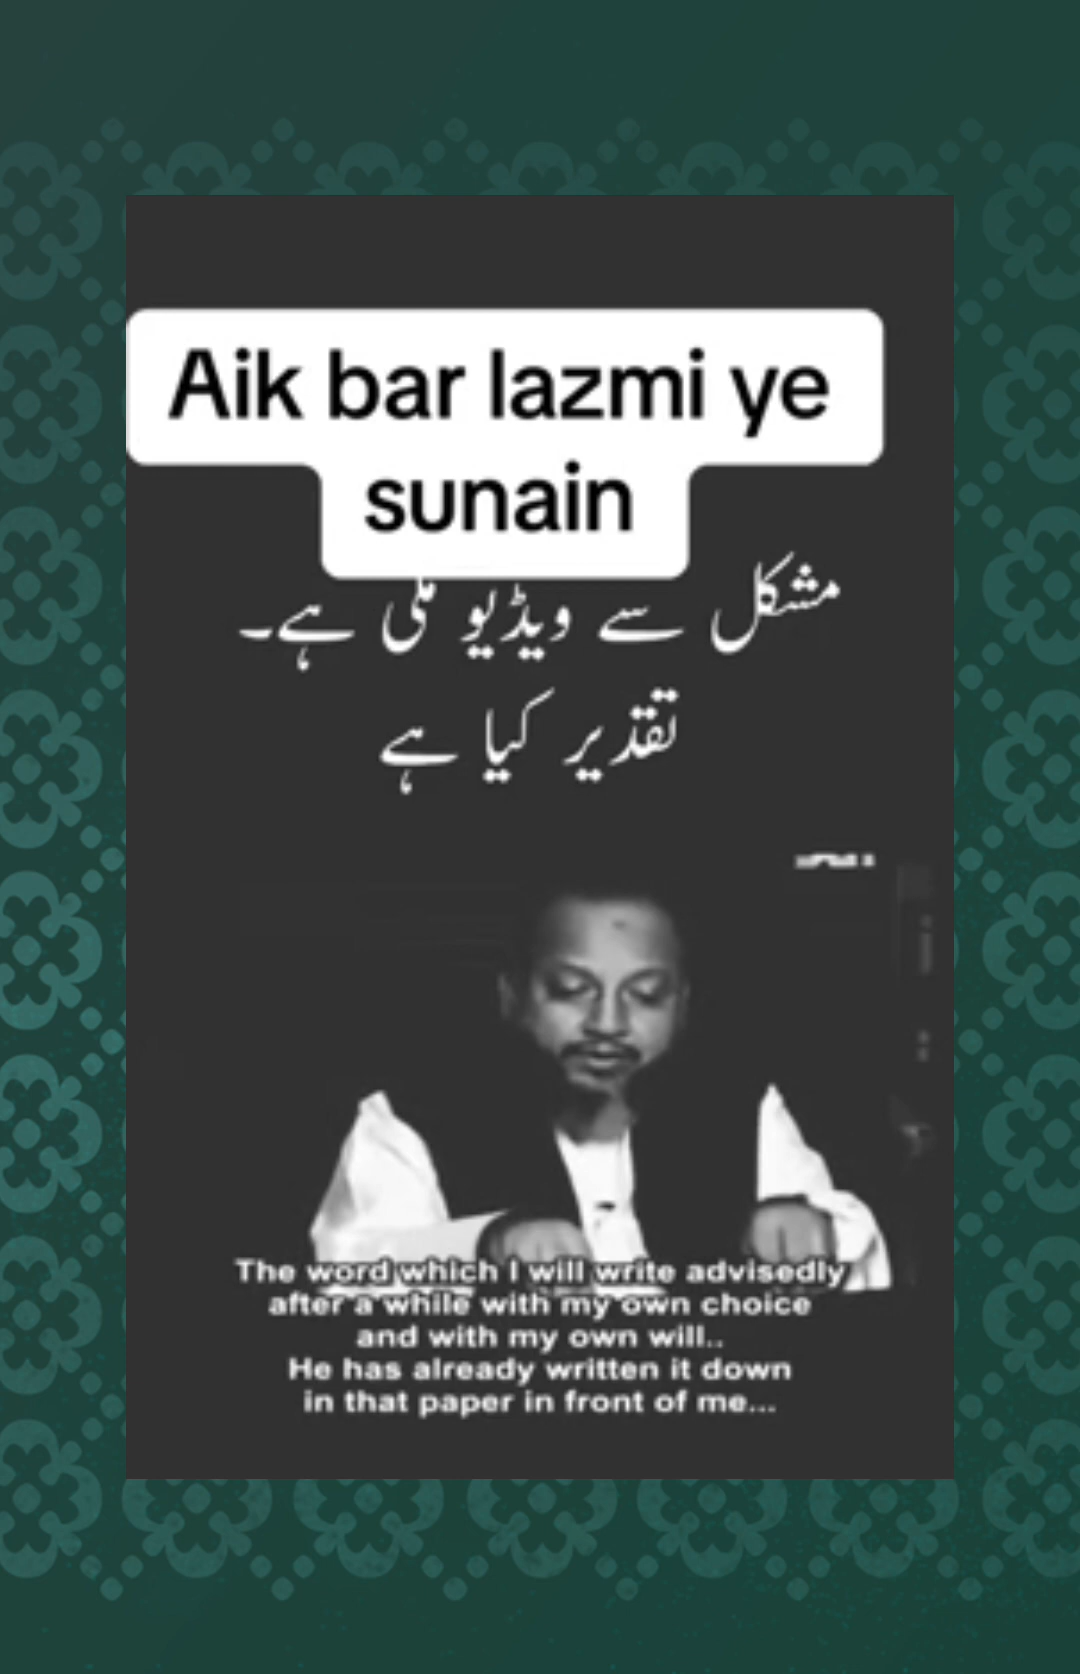 Aik bar lazmi ye
sunain
مشکل سے ویڈیو ملی ہے۔
تقدیر کیا ہے
The word which I will write advisedly
after a while with my own choice
and with my own will..
He has already written it down
in that paper in front of me...